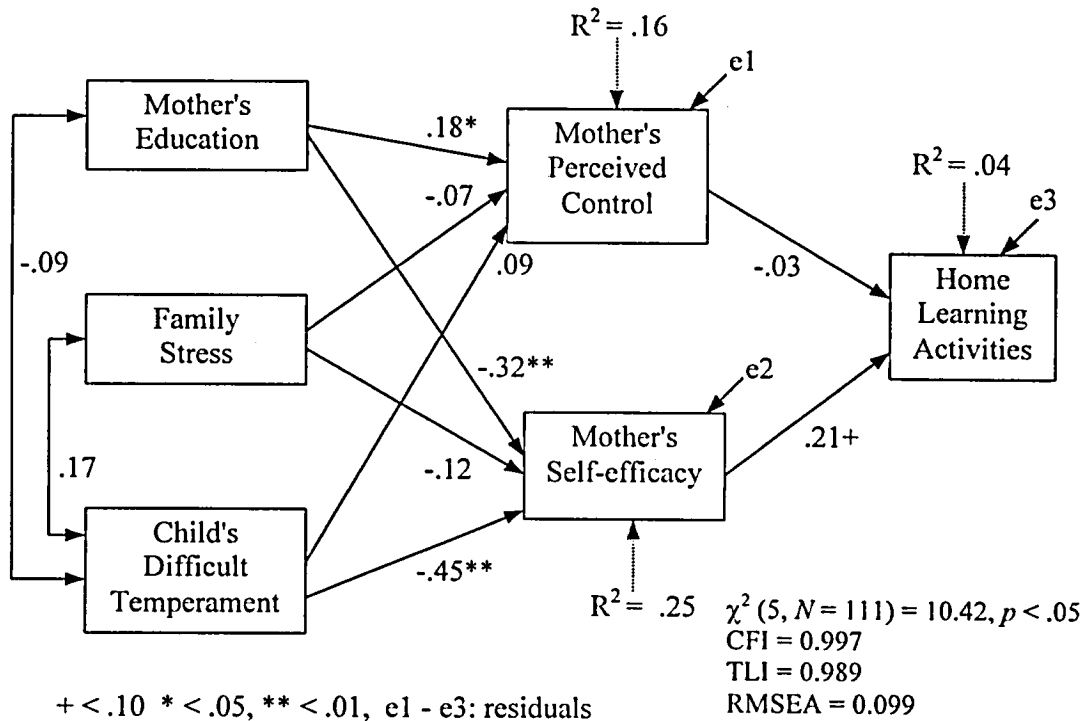 R² = .16
e1
Mother's
Education
.18*
Mother's
Perceived
Control
R² = .04
e3
-.07
-.09
.09
-.03
Home
Learning
Activities
Family
Stress
-.32**
e2
Mother's
Self-efficacy
.21+
-.12
.17
Child's
Difficult
Temperament
-.45**
R² = .25
χ² (5, N = 111) = 10.42, p < .05
CFI = 0.997
TLI = 0.989
RMSEA = 0.099
+ < .10 * < .05, ** < .01, e1 - e3: residuals